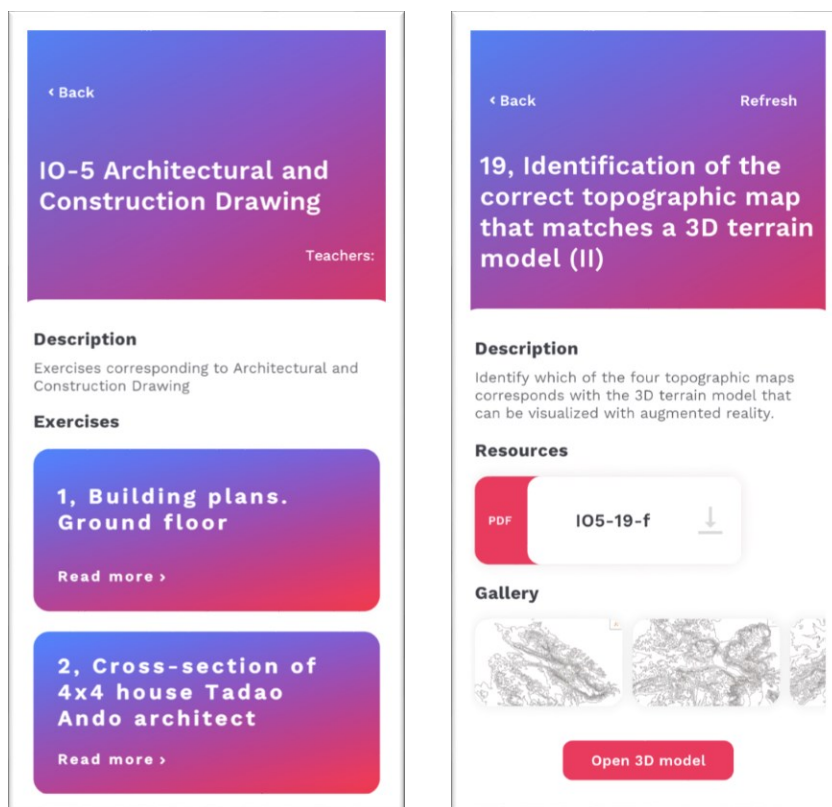 ‹ Back
IO-5 Architectural and
Construction Drawing
Teachers:
Description
Exercises corresponding to Architectural and
Construction Drawing
Exercises
1, Building plans.
Ground floor
Read more ›
2, Cross-section of
4x4 house Tadao
Ando architect
Read more ›
‹ Back
Refresh
19, Identification of the
correct topographic map
that matches a 3D terrain
model (II)
Description
Identify which of the four topographic maps
corresponds with the 3D terrain model that
can be visualized with augmented reality.
Resources
PDF
IO5-19-f
Gallery
Open 3D model